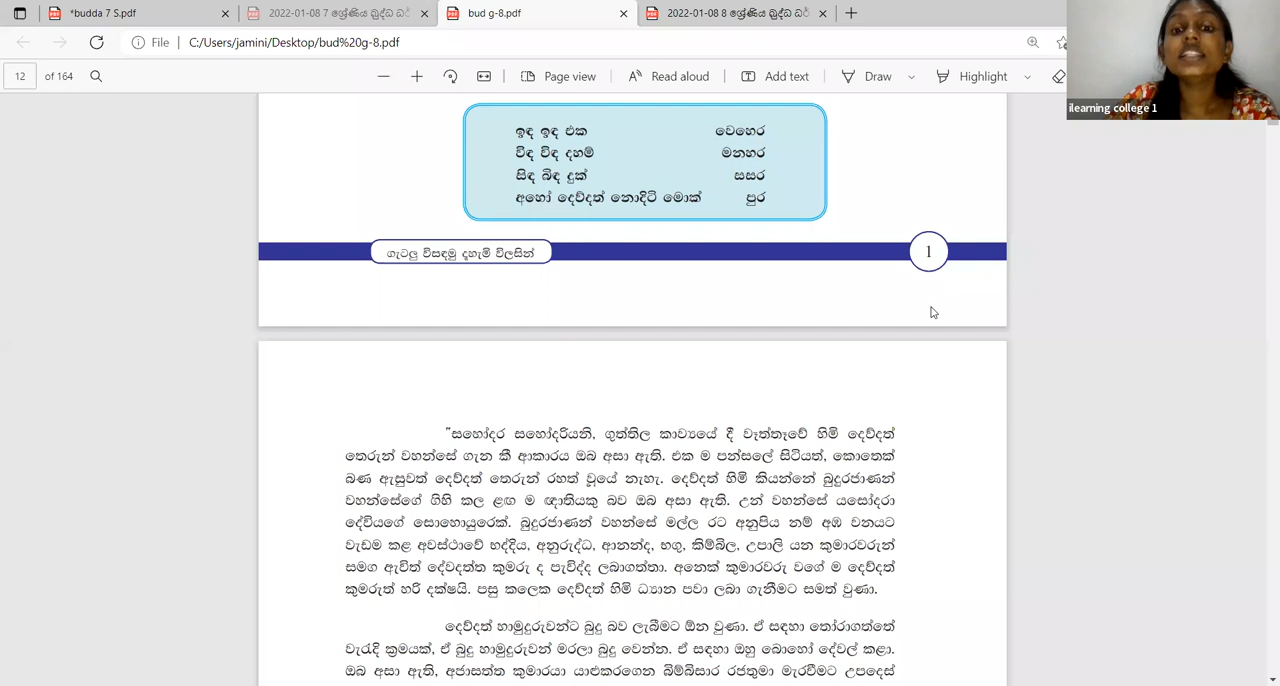 *budda 7 S.pdf
2022-01-08 7 ශ්‍රේණිය බුද්ධ ධර්
bud g-8.pdf
2022-01-08 8 ශ්‍රේණිය බුද්ධ ධර්
File C:/Users/jamini/Desktop/bud%20g-8.pdf
12 of 164 Page view Read aloud Add text Draw Highlight
ilearning college 1
ඉඳ ඉඳ එක වෙහෙර
විඳ විඳ දහම් මනහර
සිඳ බිඳ දුක් සසර
අහෝ දෙව්දත් නොදිටි මොක් පුර
ගැටලු විසඳමු දහැමි විලසින් 1
"සහෝදර සහෝදරියනි, ගුත්තිල කාව්‍යයේ දී වෑත්තෑවේ හිමි දෙව්දත්
තෙරුන් වහන්සේ ගැන කී ආකාරය ඔබ අසා ඇති. එක ම පන්සලේ සිටියත්, කොතෙක්
බණ ඇසුවත් දෙව්දත් තෙරුන් රහත් වූයේ නැහැ. දෙව්දත් හිමි කියන්නේ බුදුරජාණන්
වහන්සේගේ ගිහි කල ළඟ ම ඥාතියකු බව ඔබ අසා ඇති. උන් වහන්සේ යසෝදරා
දේවියගේ සොහොයුරෙක්. බුදුරජාණන් වහන්සේ මල්ල රට අනුපිය නම් අඹ වනයට
වැඩම කළ අවස්ථාවේ භද්දිය, අනුරුද්ධ, ආනන්ද, භගු, කිම්බිල, උපාලි යන කුමාරවරුන්
සමග ඇවිත් දේවදත්ත කුමරු ද පැවිද්ද ලබාගත්තා. අනෙක් කුමාරවරු වගේ ම දෙව්දත්
කුමරුත් හරි දක්ෂයි. පසු කලෙක දෙව්දත් හිමි ධ්‍යාන පවා ලබා ගැනීමට සමත් වුණා.
දෙව්දත් හාමුදුරුවන්ට බුදු බව ලැබීමට ඕන වුණා. ඒ සඳහා තෝරාගත්තේ
වැරැදි ක්‍රමයක්, ඒ බුදු හාමුදුරුවන් මරලා බුදු වෙන්න. ඒ සඳහා ඔහු බොහෝ දේවල් කළා.
ඔබ අසා ඇති, අජාසත්ත කුමාරයා යාළුකරගෙන බිම්බිසාර රජතුමා මැරවීමට උපදෙස්